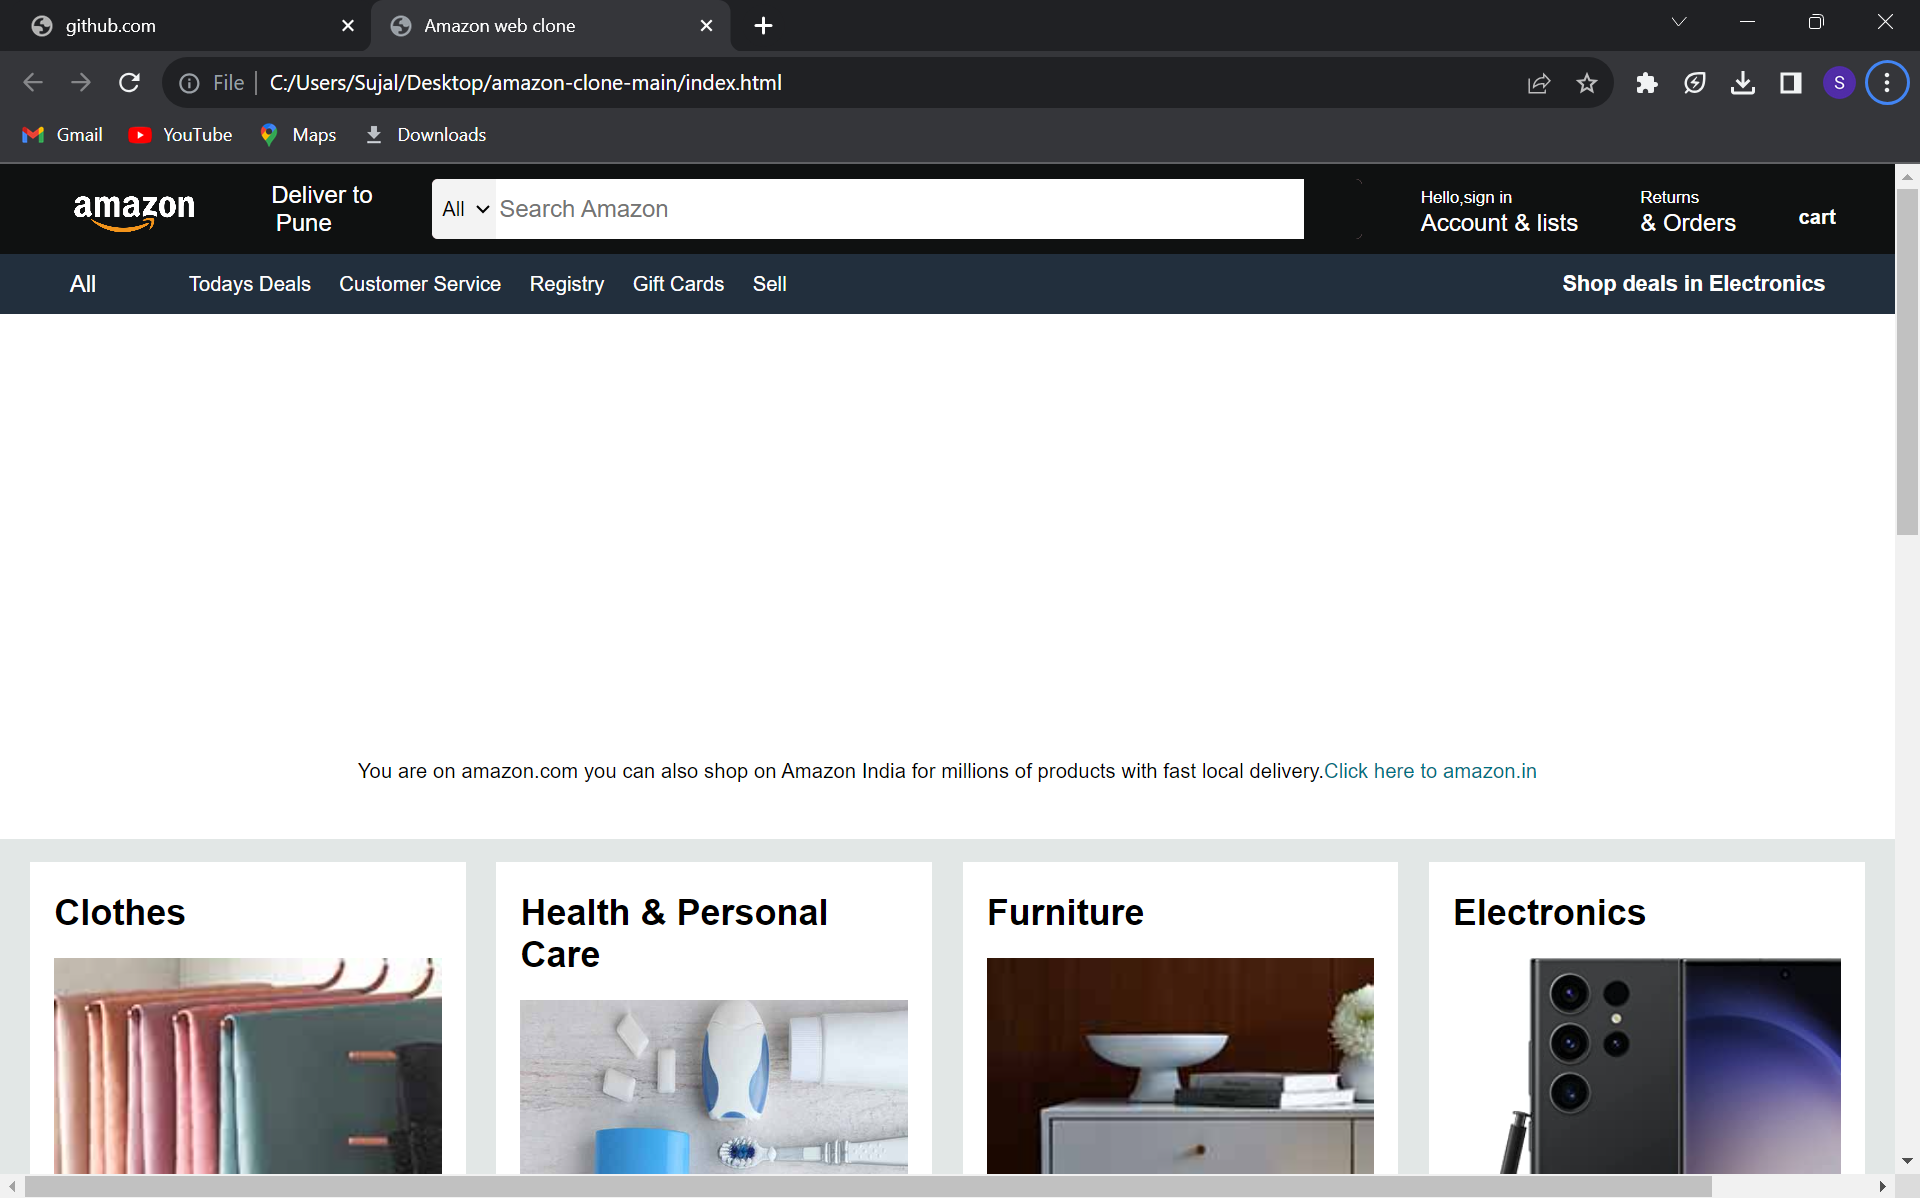 github.com
Amazon web clone
File
C:/Users/Sujal/Desktop/amazon-clone-main/index.html
S
Gmail
YouTube
Maps
Downloads
amazon
Deliver to
Pune
All
Search Amazon
Hello,sign in
Account & lists
Returns
& Orders
cart
All
Todays Deals
Customer Service
Registry
Gift Cards
Sell
Shop deals in Electronics
You are on amazon.com you can also shop on Amazon India for millions of products with fast local delivery.Click here to amazon.in
Clothes
Health & Personal
Care
Furniture
Electronics